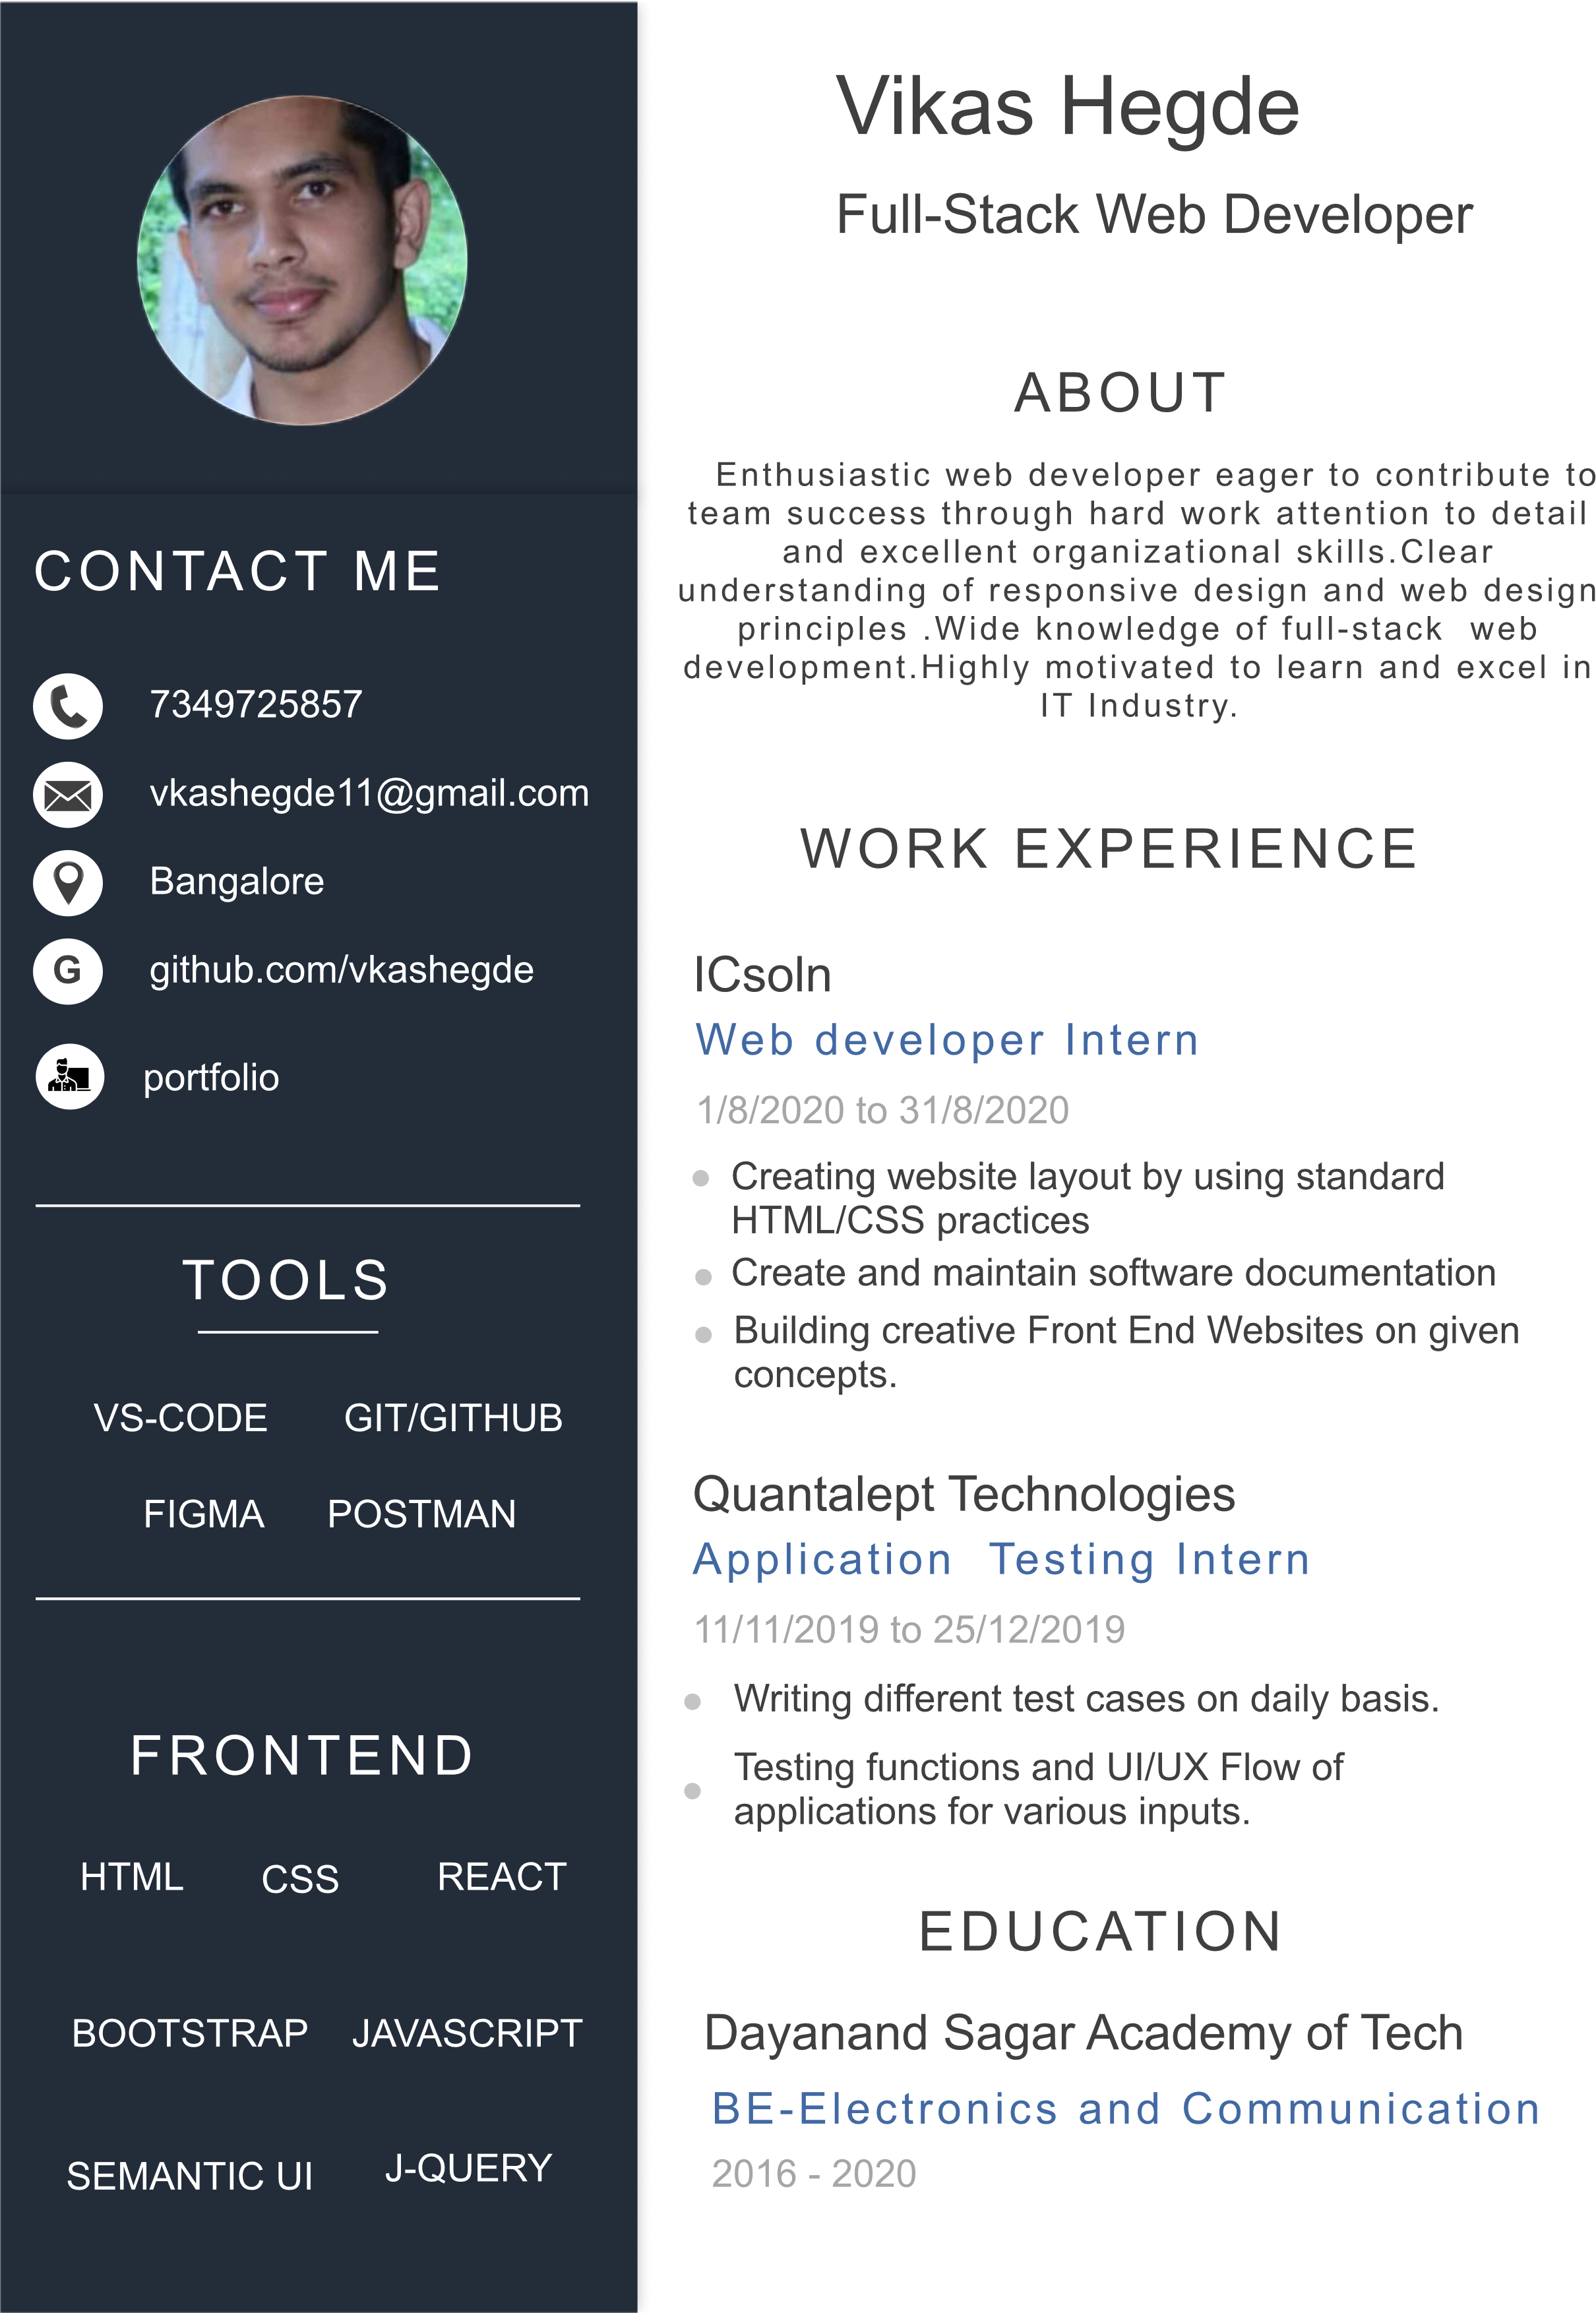 Vikas Hegde
Full-Stack Web Developer
CONTACT ME
7349725857
vkashegde11@gmail.com
Bangalore
G github.com/vkashegde
portfolio
TOOLS
VS-CODE GIT/GITHUB
FIGMA POSTMAN
FRONTEND
HTML CSS REACT
BOOTSTRAP JAVASCRIPT
SEMANTIC UI J-QUERY
ABOUT
Enthusiastic web developer eager to contribute to
team success through hard work attention to detail
and excellent organizational skills.Clear
understanding of responsive design and web design
principles .Wide knowledge of full-stack web
development.Highly motivated to learn and excel in
IT Industry.
WORK EXPERIENCE
ICsoln
Web developer Intern
1/8/2020 to 31/8/2020
Creating website layout by using standard
HTML/CSS practices
Create and maintain software documentation
Building creative Front End Websites on given
concepts.
Quantalept Technologies
Application Testing Intern
11/11/2019 to 25/12/2019
Writing different test cases on daily basis.
Testing functions and UI/UX Flow of
applications for various inputs.
EDUCATION
Dayanand Sagar Academy of Tech
BE-Electronics and Communication
2016 - 2020